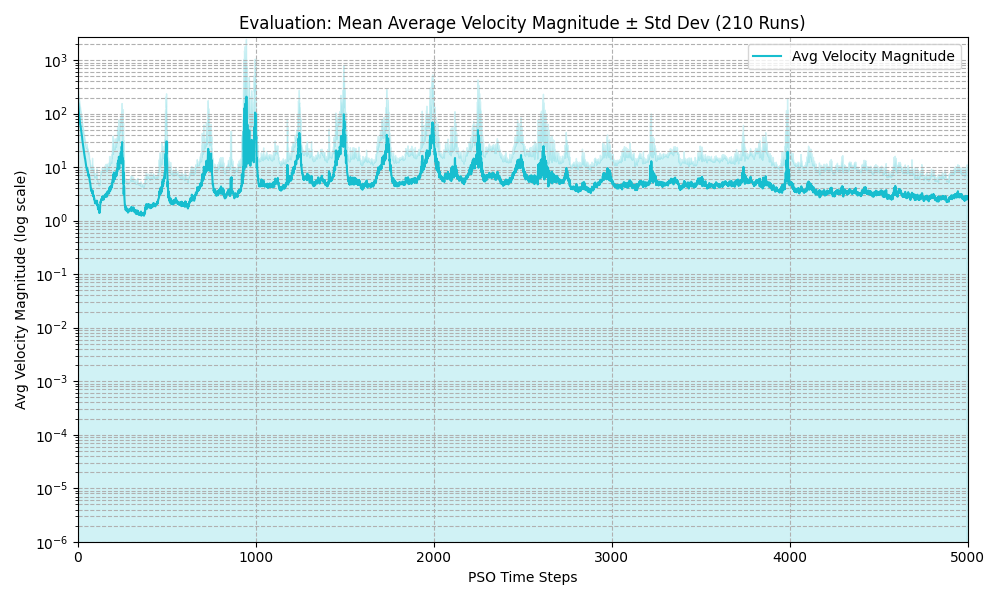 Evaluation: Mean Average Velocity Magnitude ± Std Dev (210 Runs)
Avg Velocity Magnitude
Avg Velocity Magnitude (log scale)
10³
10²
10¹
10⁰
10⁻¹
10⁻²
10⁻³
10⁻⁴
10⁻⁵
10⁻⁶
0 1000 2000 3000 4000 5000
PSO Time Steps